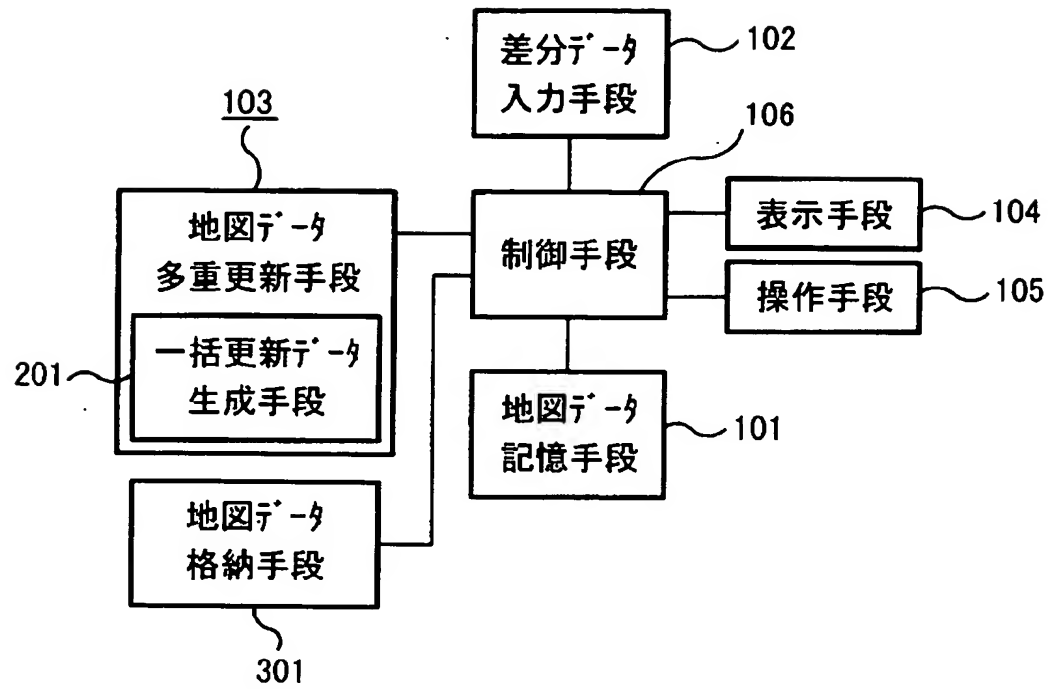 差分ﾃﾞｰﾀ
入力手段
102
103
106
地図ﾃﾞｰﾀ
多重更新手段
制御手段
表示手段
104
操作手段
105
一括更新ﾃﾞｰﾀ
生成手段
201
地図ﾃﾞｰﾀ
記憶手段
101
地図ﾃﾞｰﾀ
格納手段
301